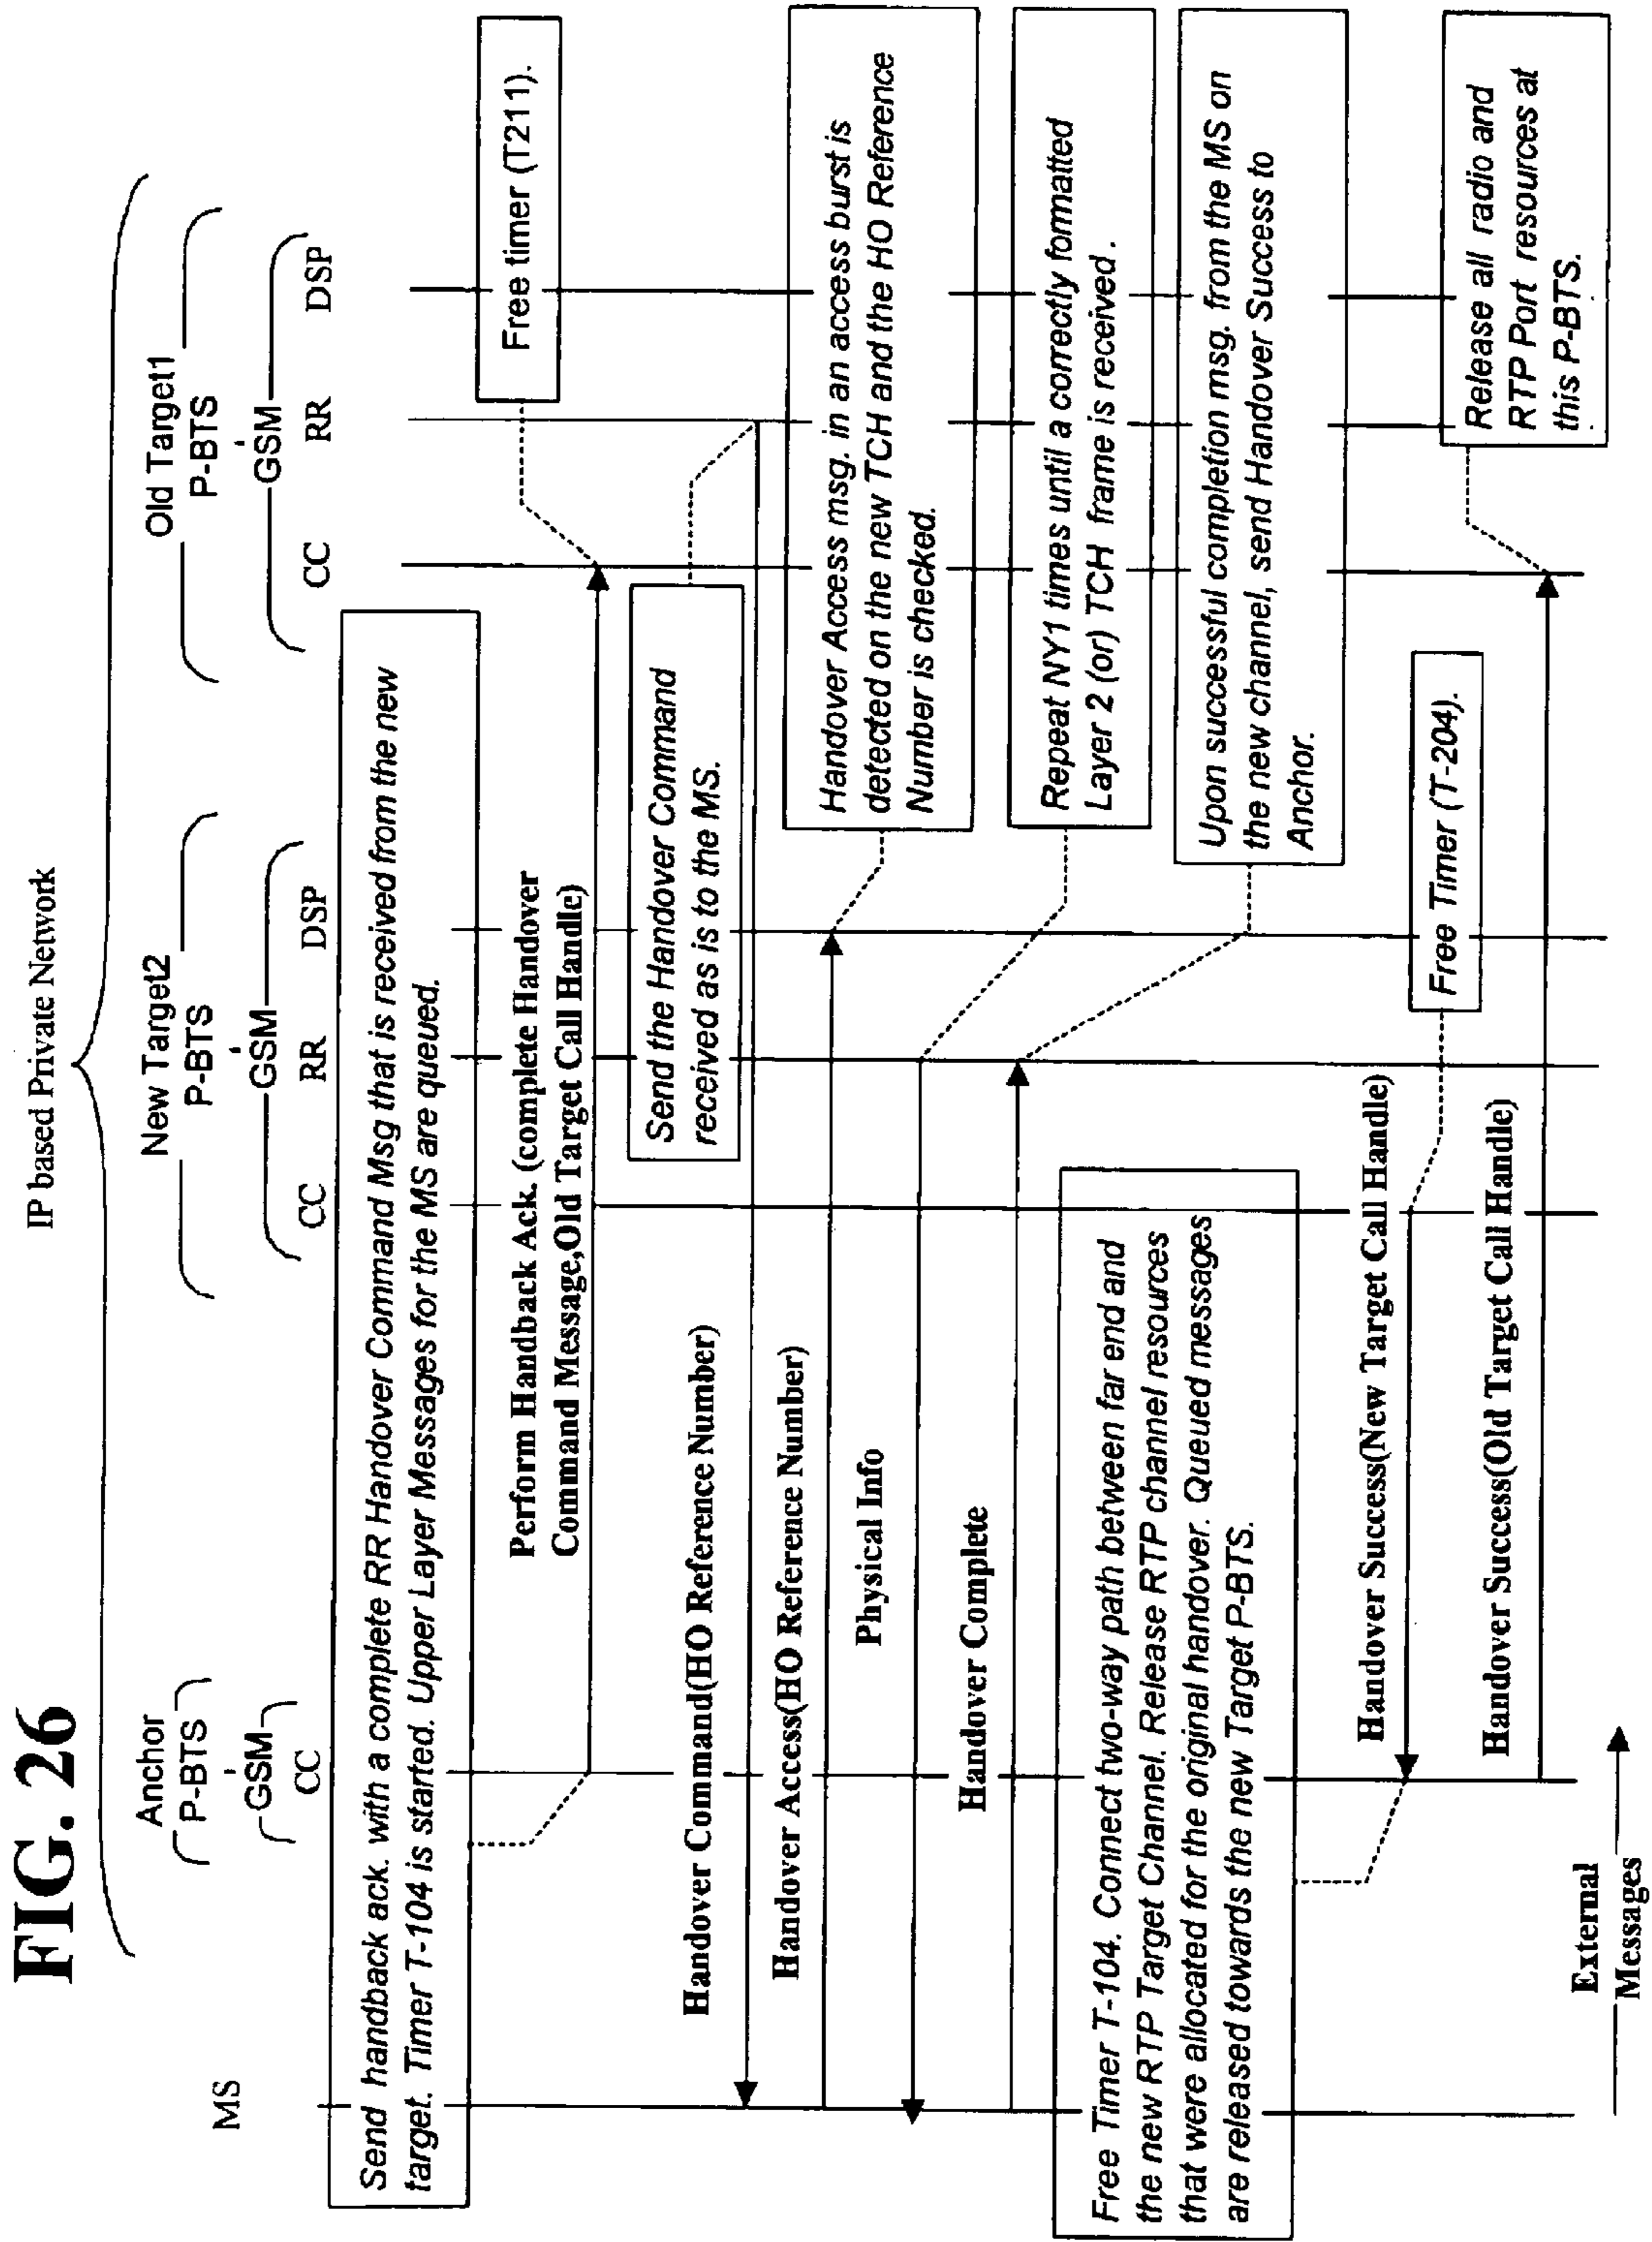 FIG. 26
IP based Private Network
Anchor
P-BTS
GSM
CC
New Target2
P-BTS
GSM
CC RR DSP
Old Target1
P-BTS
GSM
CC RR DSP
MS
Send handback ack. with a complete RR Handover Command Msg that is received from the new
target. Timer T-104 is started. Upper Layer Messages for the MS are queued.
Free timer (T211).
Perform Handback Ack. (complete Handover
Command Message,Old Target Call Handle)
Send the Handover Command
received as is to the MS.
Handover Command(HO Reference Number)
Handover Access(HO Reference Number)
Handover Access msg. in an access burst is
detected on the new TCH and the HO Reference
Number is checked.
Physical Info
Repeat NY1 times until a correctly formatted
Layer 2 (or) TCH frame is received .
Handover Complete
Upon successful completion msg. from the MS on
the new channel, send Handover Success to
Anchor.
Free Timer T-104. Connect two-way path between far end and
the new RTP Target Channel. Release RTP channel resources
that were allocated for the original handover. Queued messages
are released towards the new Target P-BTS.
Handover Success(New Target Call Handle)
Free Timer (T-204).
Handover Success(Old Target Call Handle)
Release all radio and
RTP Port resources at
this P-BTS.
External
Messages